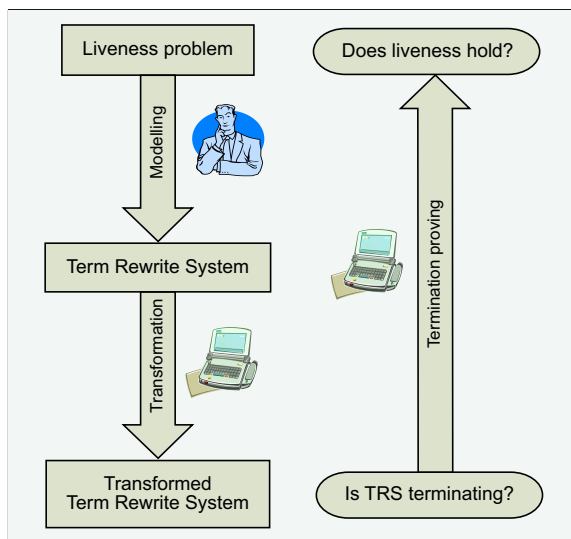 Liveness problem
Modelling
Term Rewrite System
Transformation
Transformed
Term Rewrite System
Does liveness hold?
Termination proving
Is TRS terminating?